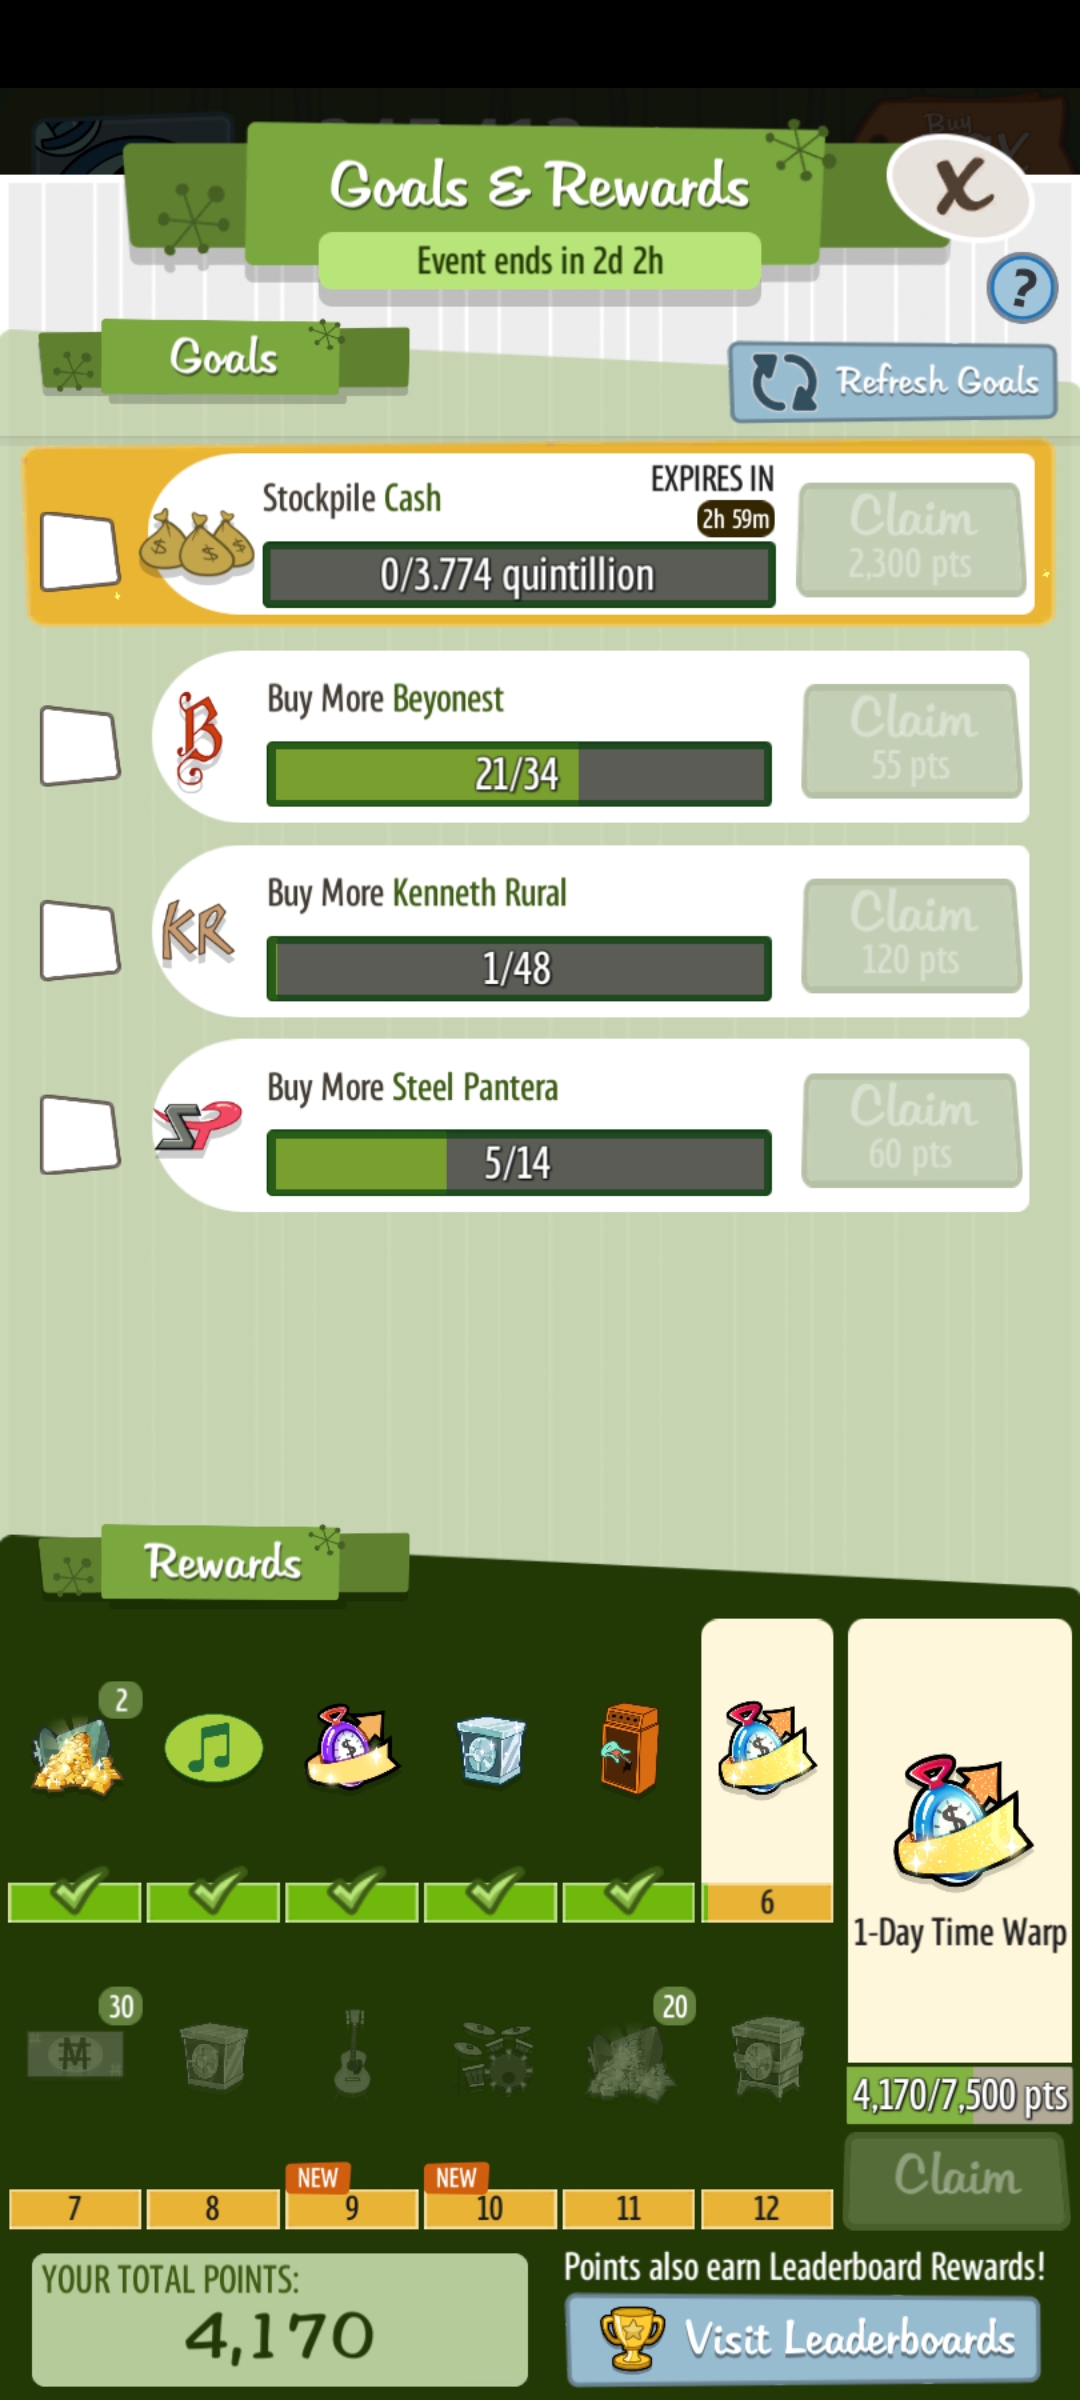 Buy
Goals & Rewards
X
Event ends in 2d 2h
?
Goals
Refresh Goals
Stockpile Cash
EXPIRES IN
2h 59m
0/3.774 quintillion
Claim
2,300 pts
B
Buy More Beyonest
21/34
Claim
55 pts
KR
Buy More Kenneth Rural
1/48
Claim
120 pts
SP
Buy More Steel Pantera
5/14
Claim
60 pts
Rewards
2
6
1-Day Time Warp
30
20
4,170/7,500 pts
NEW
NEW
7
8
9
10
11
12
Claim
YOUR TOTAL POINTS:
4,170
Points also earn Leaderboard Rewards!
Visit Leaderboards